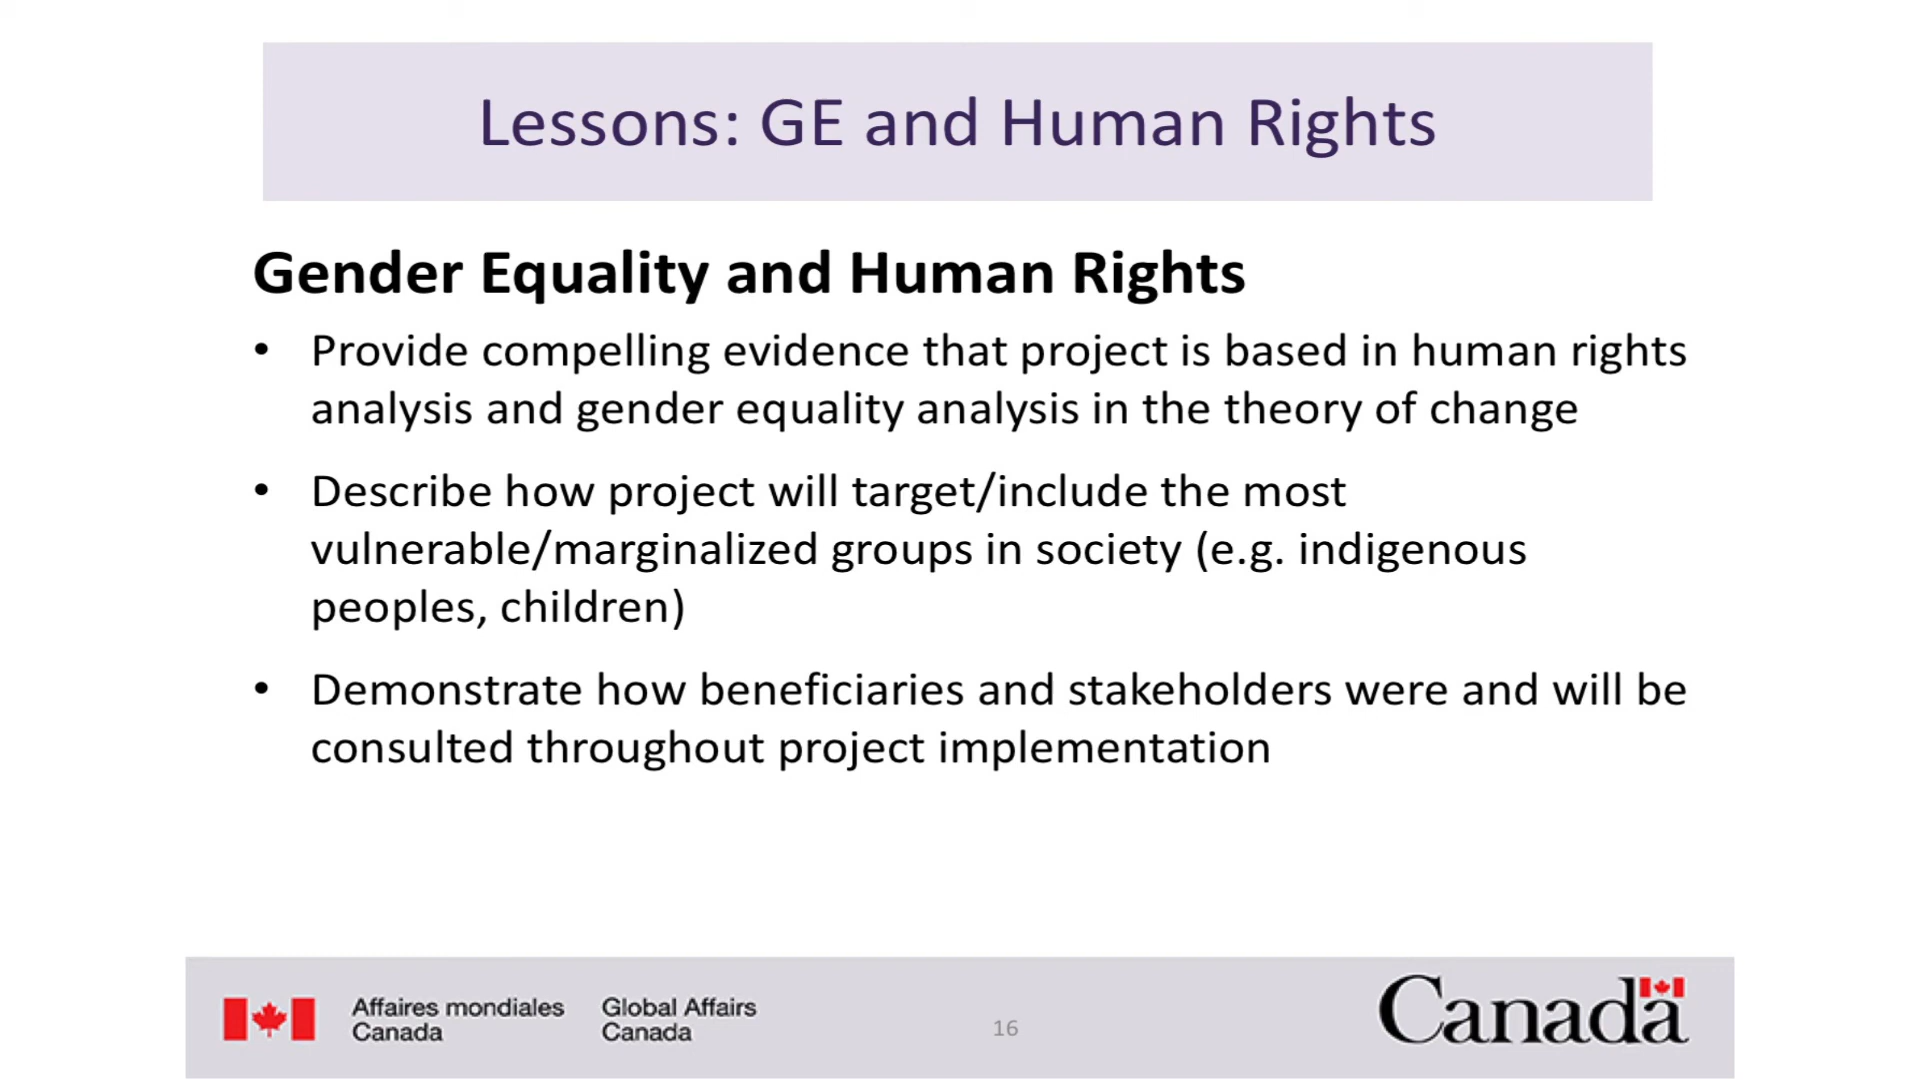 Lessons: GE and Human Rights
Gender Equality and Human Rights
• Provide compelling evidence that project is based in human rights
analysis and gender equality analysis in the theory of change
• Describe how project will target/include the most
vulnerable/marginalized groups in society (e.g. indigenous
peoples, children)
• Demonstrate how beneficiaries and stakeholders were and will be
consulted throughout project implementation
Affaires mondiales
Canada
Global Affairs
Canada
16
Canada